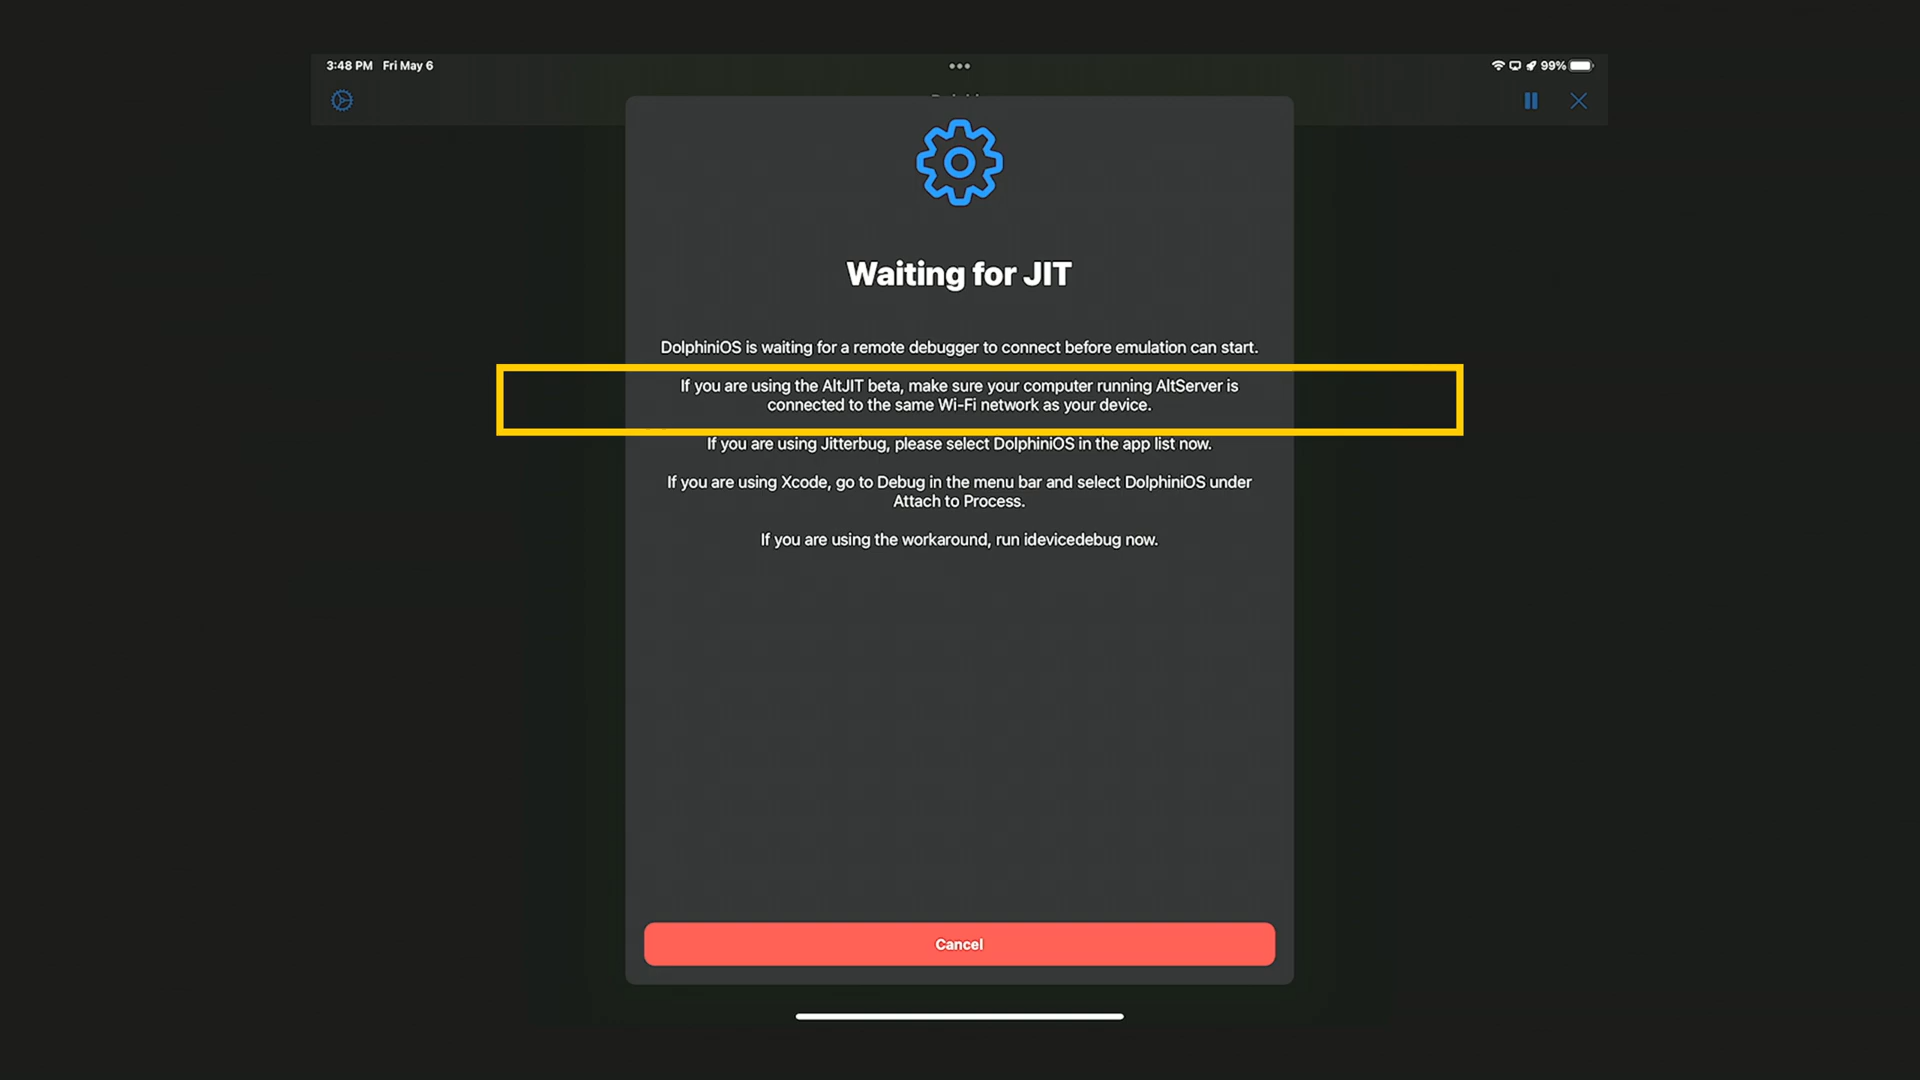 3:48 PM Fri May 6
99%
Waiting for JIT
DolphiniOS is waiting for a remote debugger to connect before emulation can start.
If you are using the AltJIT beta, make sure your computer running AltServer is
connected to the same Wi-Fi network as your device.
If you are using Jitterbug, please select DolphiniOS in the app list now.
If you are using Xcode, go to Debug in the menu bar and select DolphiniOS under
Attach to Process.
If you are using the workaround, run idevicedebug now.
Cancel